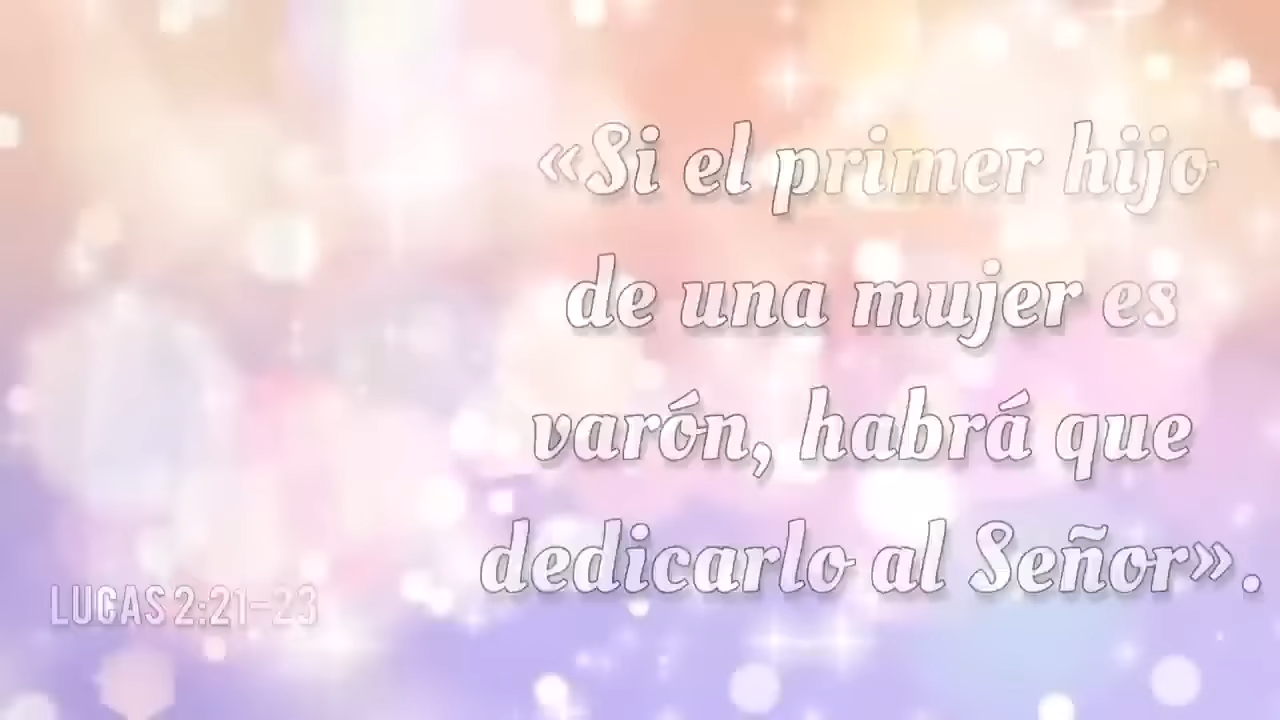 «Si el primer hijo
de una mujer es
varón, habrá que
dedicarlo al Señor».
LUCAS 2:21-23